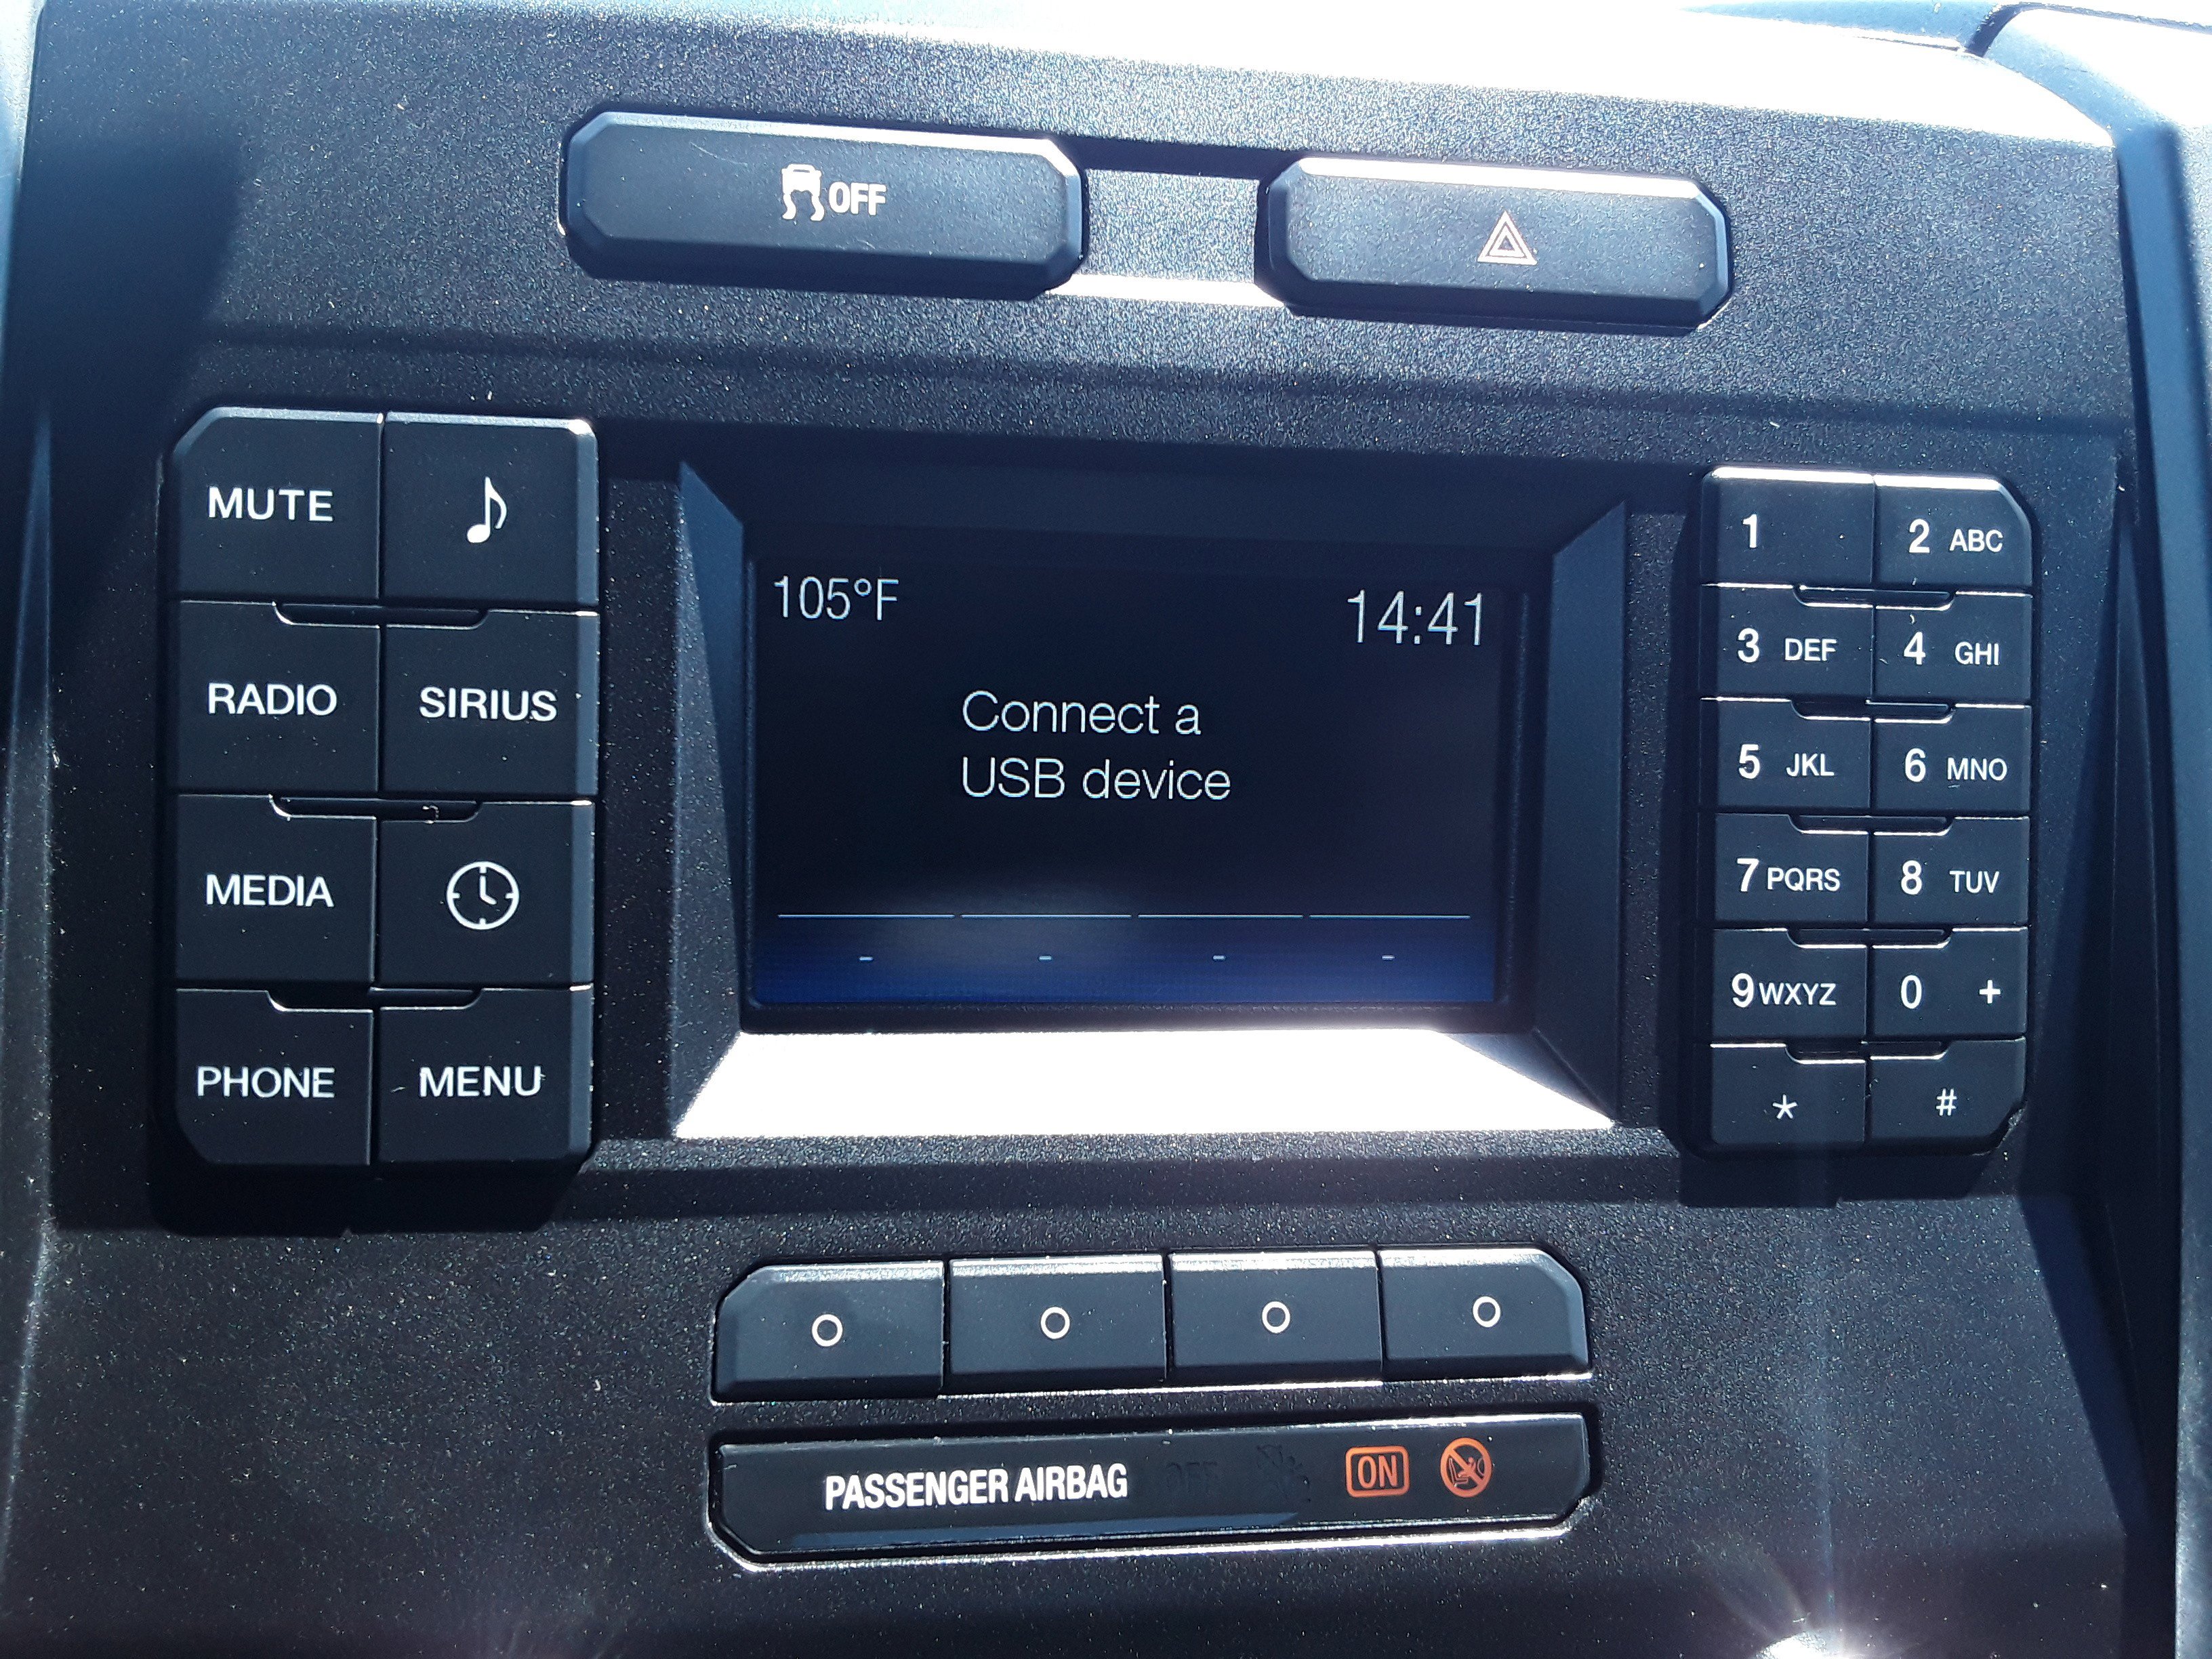 OFF
MUTE
RADIO SIRIUS
MEDIA
PHONE MENU
105°F 14:41
Connect a
USB device
- - - -
1 2 ABC
3 DEF 4 GHI
5 JKL 6 MNO
7 PQRS 8 TUV
9 WXYZ 0 +
* #
PASSENGER AIRBAG OFF ON